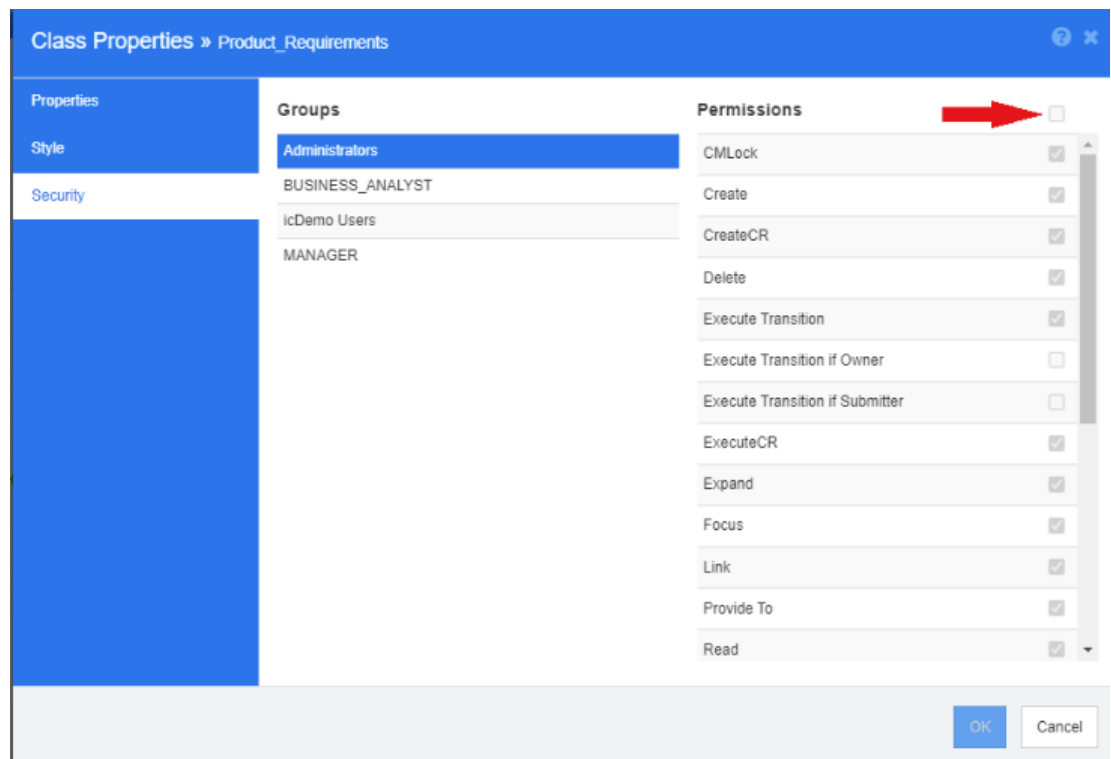 Class Properties » Product_Requirements
Properties
Style
Security
Groups
Administrators
BUSINESS_ANALYST
icDemo Users
MANAGER
Permissions
CMLock
Create
CreateCR
Delete
Execute Transition
Execute Transition if Owner
Execute Transition if Submitter
ExecuteCR
Expand
Focus
Link
Provide To
Read
OK
Cancel